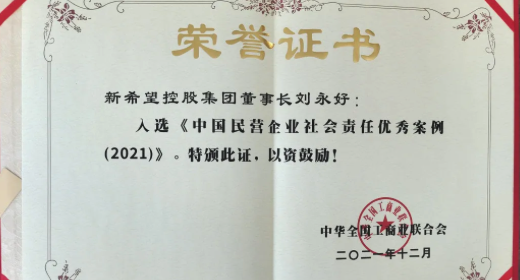 荣誉证书
新希望控股集团董事长刘永好：
入选《中国民营企业社会责任优秀案例
(2021)》。特颁此证，以资鼓励！
中华全国工商业联合会
二〇二一年十二月